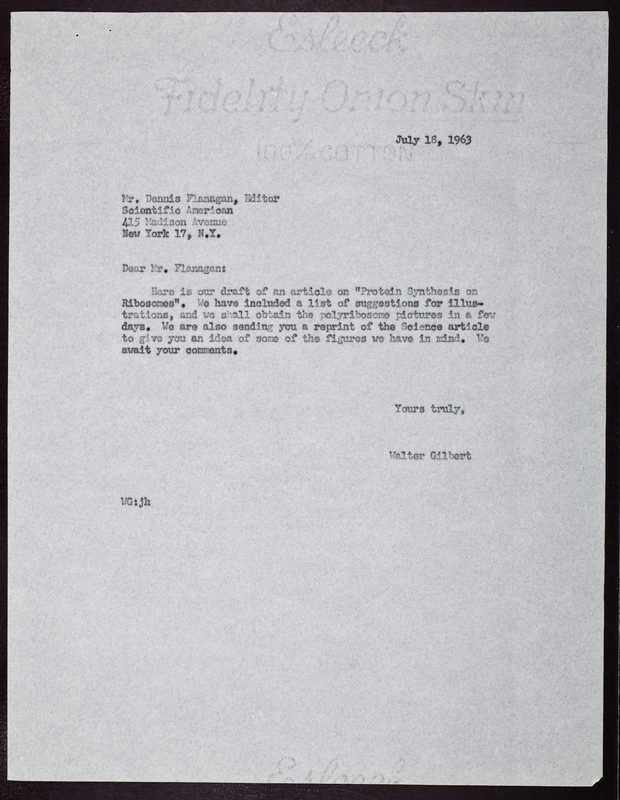 Esleeck
Fidelity Onion Skin
100% COTTON
July 18, 1963
Mr. Dennis Flanagan, Editor
Scientific American
415 Madison Avenue
New York 17, N.Y.
Dear Mr. Flanagan:
Here is our draft of an article on "Protein Synthesis on
Ribosomes". We have included a list of suggestions for illus-
trations, and we shall obtain the polyribosome pictures in a few
days. We are also sending you a reprint of the Science article
to give you an idea of some of the figures we have in mind. We
await your comments.
Yours truly,
Walter Gilbert
WG:jh
Esleeck